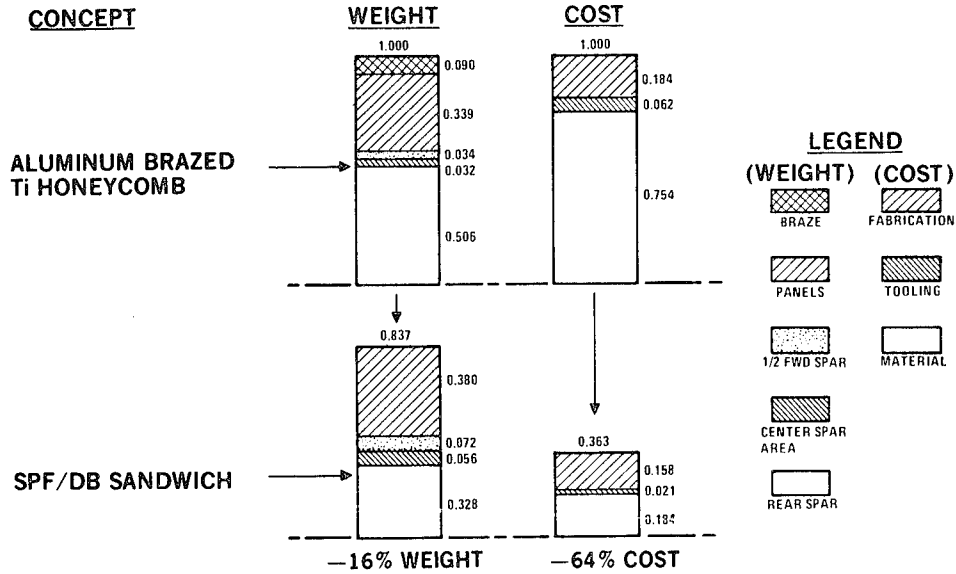 CONCEPT
WEIGHT
COST
1.000
0.090
0.339
0.034
0.032
0.506
1.000
0.184
0.062
0.754
ALUMINUM BRAZED
Ti HONEYCOMB
0.837
0.380
0.072
0.056
0.328
0.363
0.158
0.021
0.184
SPF/DB SANDWICH
–16% WEIGHT
–64% COST
LEGEND
(WEIGHT) (COST)
BRAZE
FABRICATION
PANELS
TOOLING
1/2 FWD SPAR
MATERIAL
CENTER SPAR
AREA
REAR SPAR